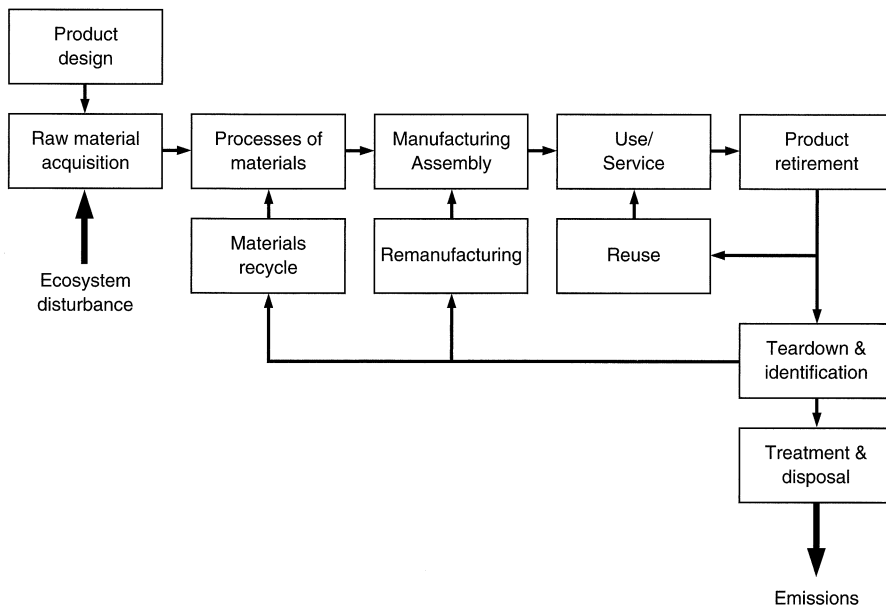 Product
design
Raw material
acquisition
Processes of
materials
Manufacturing
Assembly
Use/
Service
Product
retirement
Materials
recycle
Remanufacturing
Reuse
Ecosystem
disturbance
Teardown &
identification
Treatment &
disposal
Emissions